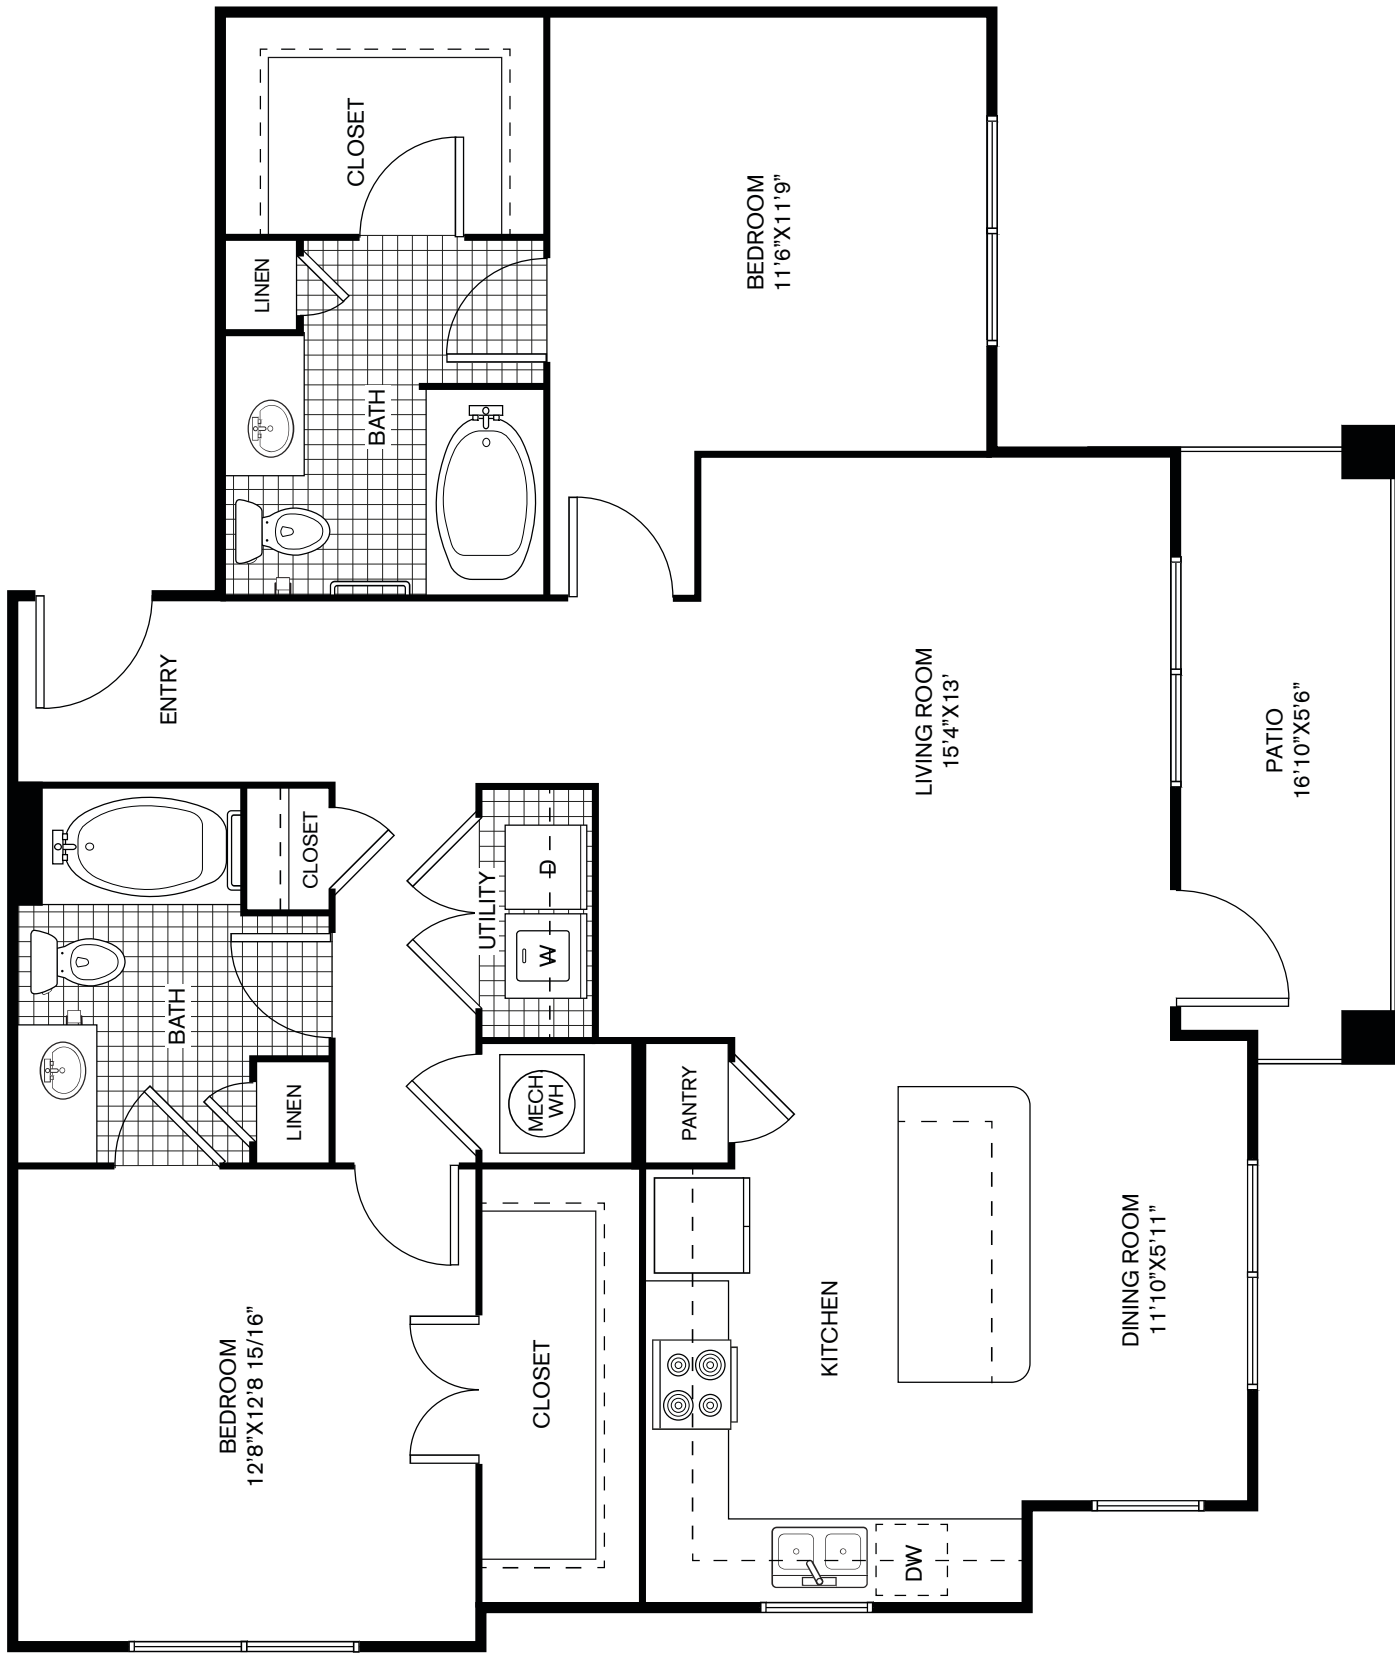 CLOSET
LINEN
BATH
BEDROOM
11'6"X11'9"
ENTRY
CLOSET
UTILITY
D
W
BATH
LINEN
MECH
WH
PANTRY
LIVING ROOM
15'4"X13'
PATIO
16'10"X5'6"
BEDROOM
12'8"X12'8 15/16"
CLOSET
KITCHEN
DINING ROOM
11'10"X5'11"
DW